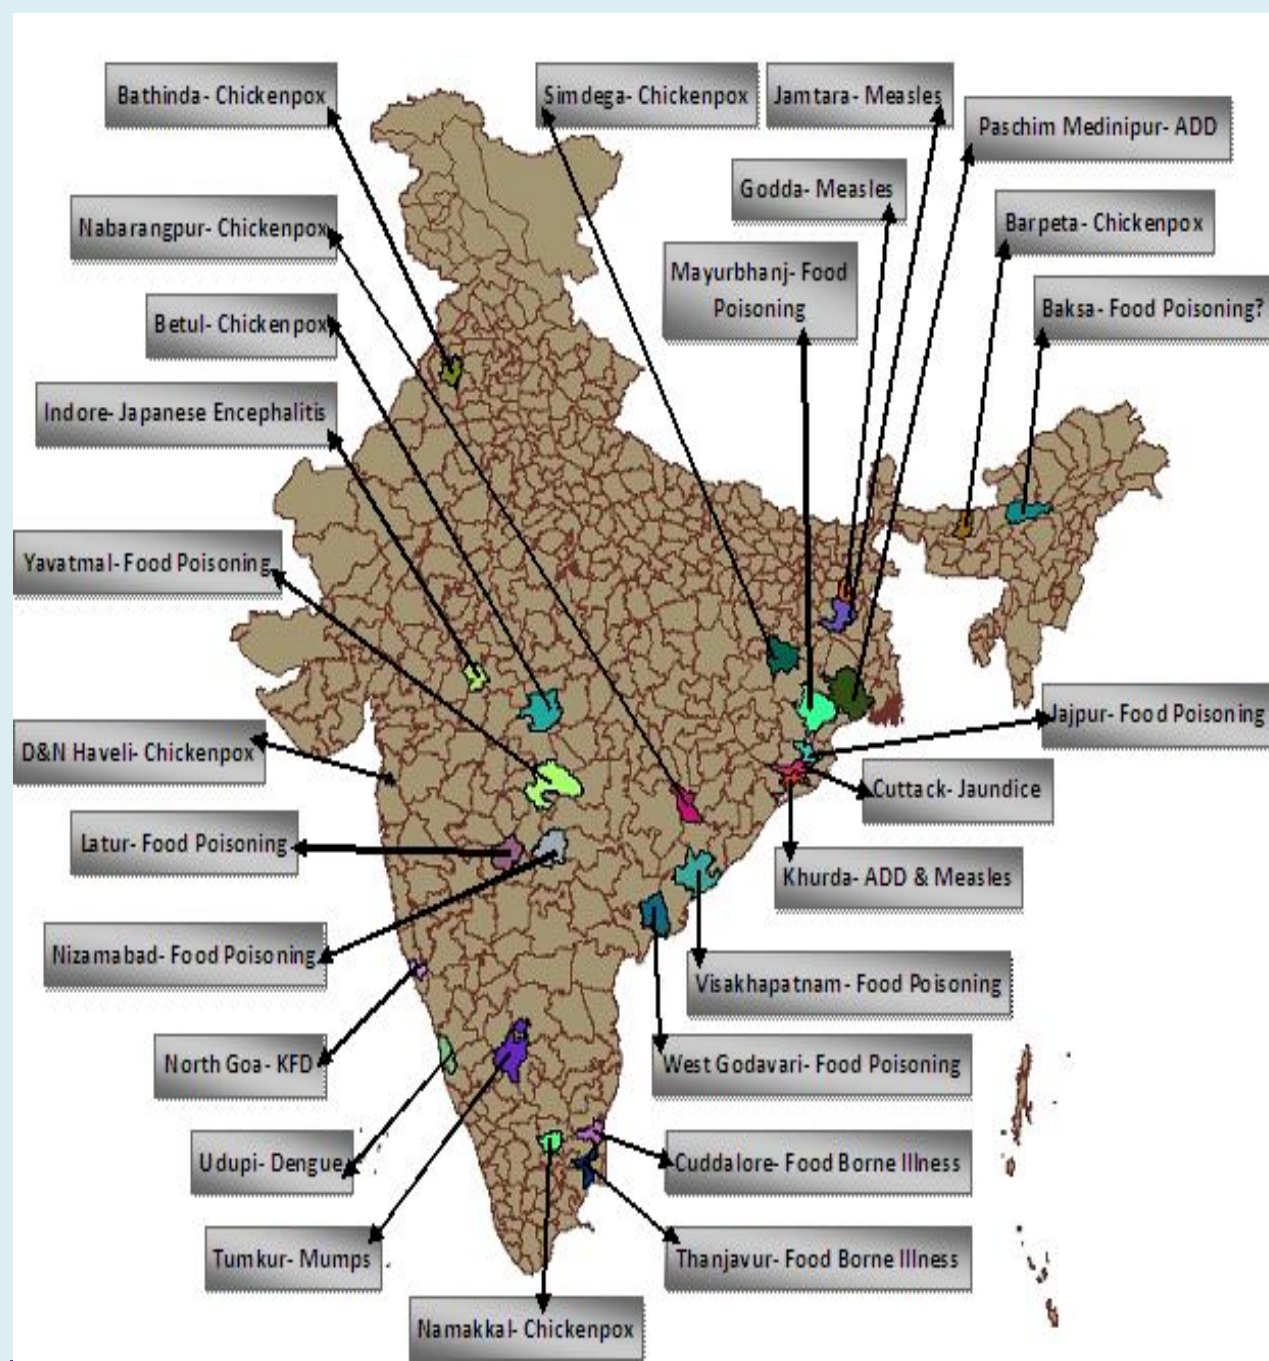 Bathinda- Chickenpox
Simdega- Chickenpox
Jamtara- Measles
Paschim Medinipur- ADD
Godda- Measles
Nabarangpur- Chickenpox
Barpeta- Chickenpox
Mayurbhanj- Food
Poisoning
Baksa- Food Poisoning?
Betul- Chickenpox
Indore- Japanese Encephalitis
Yavatmal- Food Poisoning
Jajpur- Food Poisoning
D&N Haveli- Chickenpox
Cuttack- Jaundice
Latur- Food Poisoning
Khurda- ADD & Measles
Nizamabad- Food Poisoning
Visakhapatnam- Food Poisoning
North Goa- KFD
West Godavari- Food Poisoning
Udupi- Dengue
Cuddalore- Food Borne Illness
Tumkur- Mumps
Thanjavur- Food Borne Illness
Namakkal- Chickenpox